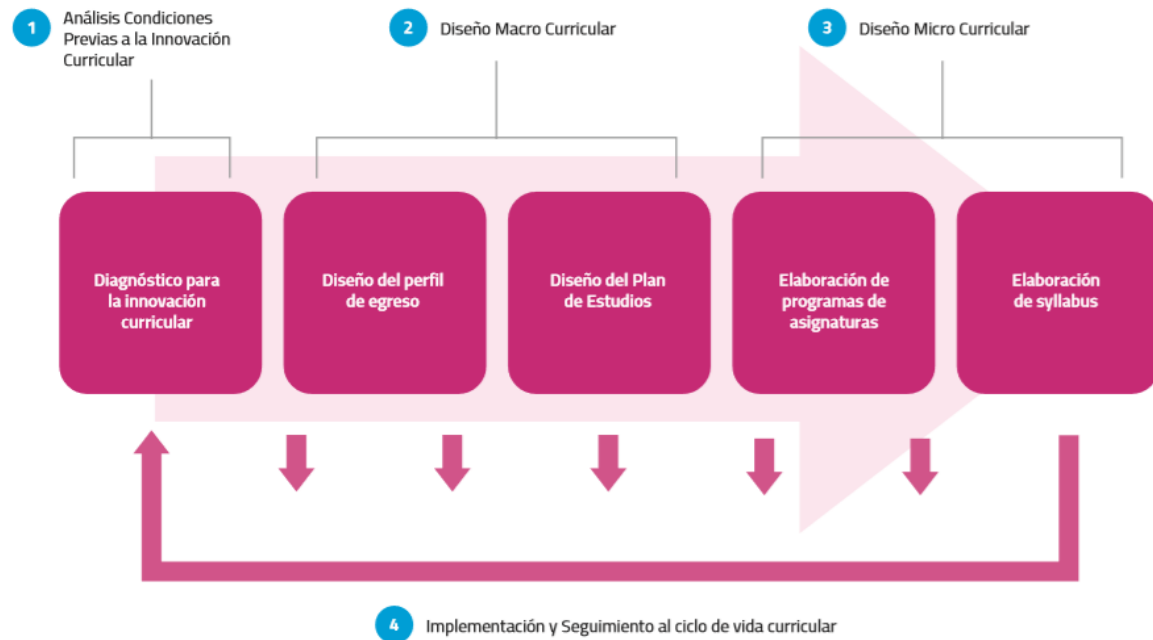 1
Análisis Condiciones
Previas a la Innovación
Curricular
2
Diseño Macro Curricular
3
Diseño Micro Curricular
Diagnóstico para
la innovación
curricular
Diseño del perfil
de egreso
Diseño del Plan
de Estudios
Elaboración de
programas de
asignaturas
Elaboración
de syllabus
4
Implementación y Seguimiento al ciclo de vida curricular